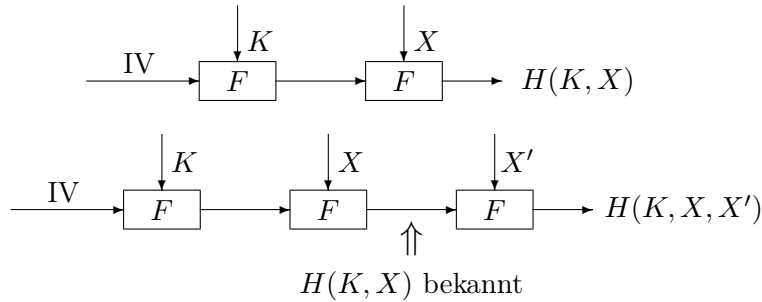 K X
IV F F H(K, X)
K X X′
IV F F F H(K, X, X′)
H(K, X) bekannt